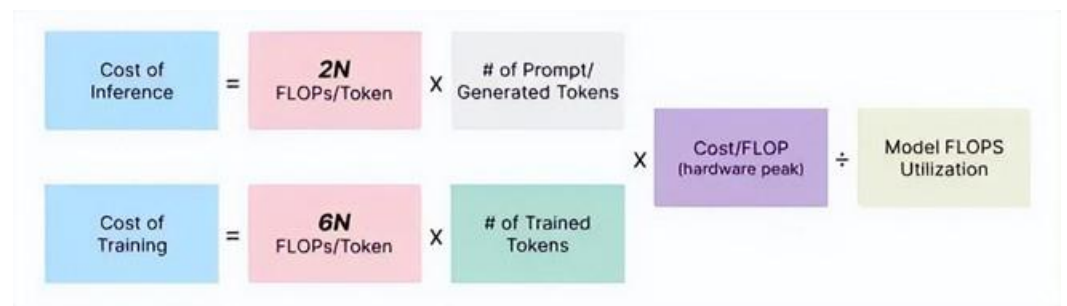 Cost of
Inference
=
2N
FLOPs/Token
X
# of Prompt/
Generated Tokens
X
Cost/FLOP
(hardware peak)
÷
Model FLOPS
Utilization
Cost of
Training
=
6N
FLOPs/Token
X
# of Trained
Tokens